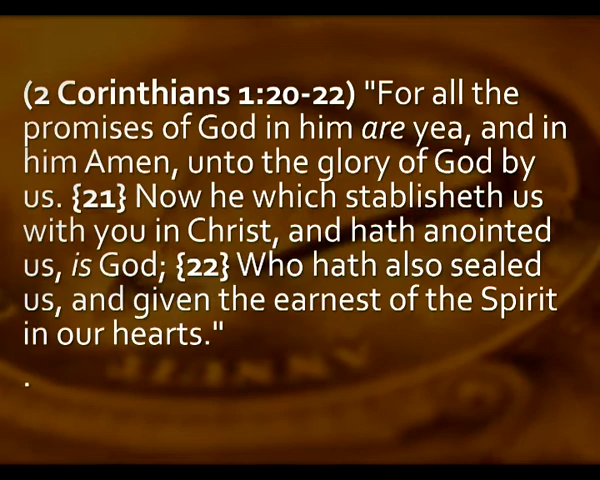 (2 Corinthians 1:20-22) "For all the
promises of God in him are yea, and in
him Amen, unto the glory of God by
us. {21} Now he which stablisheth us
with you in Christ, and hath anointed
us, is God; {22} Who hath also sealed
us, and given the earnest of the Spirit
in our hearts."
.